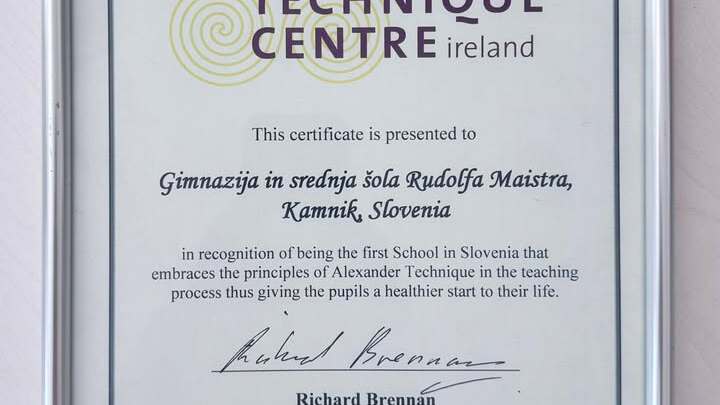 TECHNIQUE
CENTRE ireland
This certificate is presented to
Gimnazija in srednja šola Rudolfa Maistra,
Kamnik, Slovenia
in recognition of being the first School in Slovenia that
embraces the principles of Alexander Technique in the teaching
process thus giving the pupils a healthier start to their life.
Richard Brennan
Richard Brennan